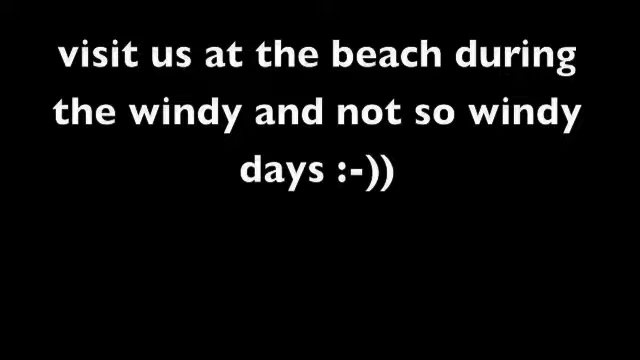 visit us at the beach during
the windy and not so windy
days :-))